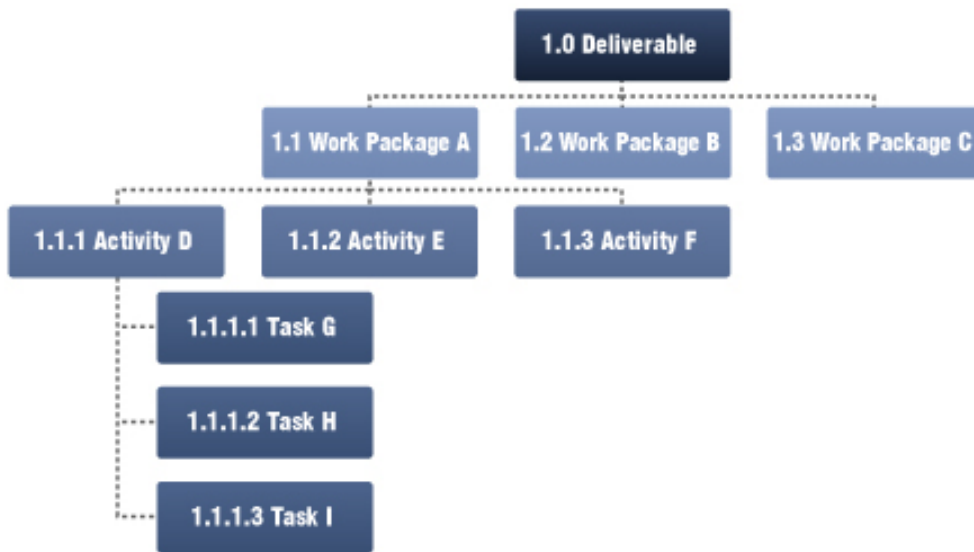 1.0 Deliverable
1.1 Work Package A
1.2 Work Package B
1.3 Work Package C
1.1.1 Activity D
1.1.2 Activity E
1.1.3 Activity F
1.1.1.1 Task G
1.1.1.2 Task H
1.1.1.3 Task I